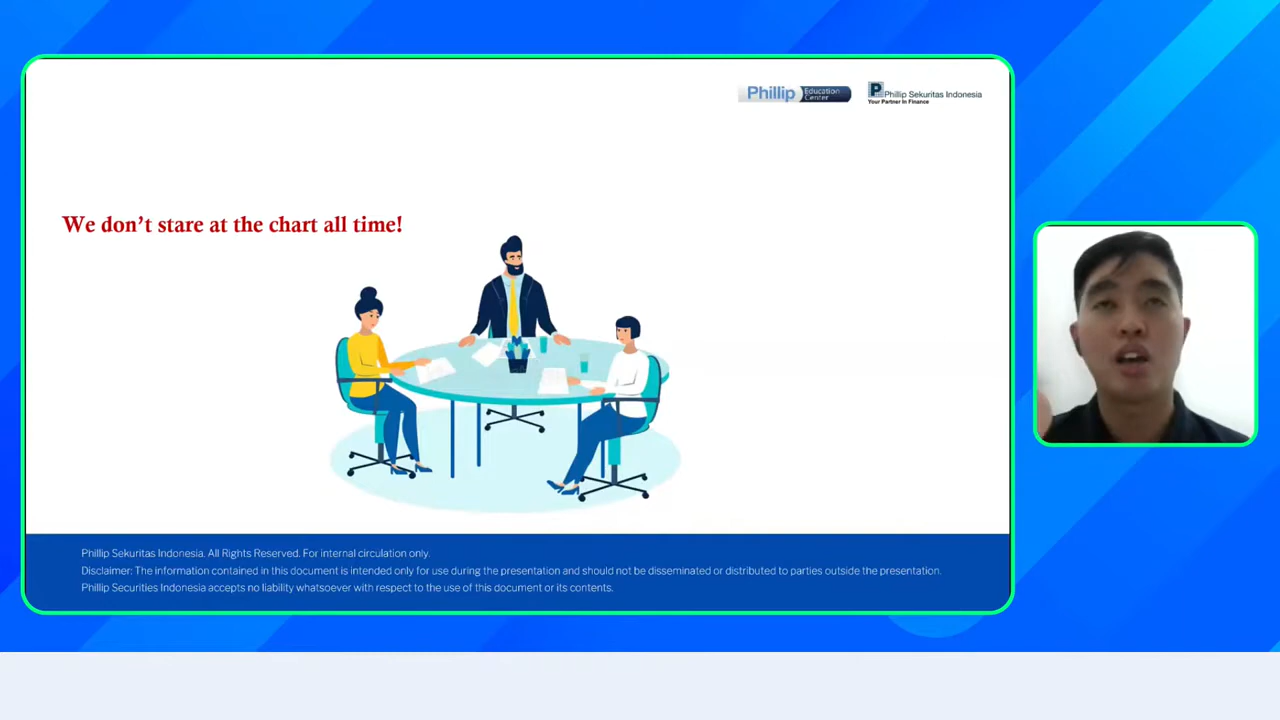 Phillip Education Center
P Phillip Sekuritas Indonesia
Your Partner In Finance
We don’t stare at the chart all time!
Phillip Sekuritas Indonesia. All Rights Reserved. For internal circulation only.
Disclaimer: The information contained in this document is intended only for use during the presentation and should not be disseminated or distributed to parties outside the presentation.
Phillip Securities Indonesia accepts no liability whatsoever with respect to the use of this document or its contents.